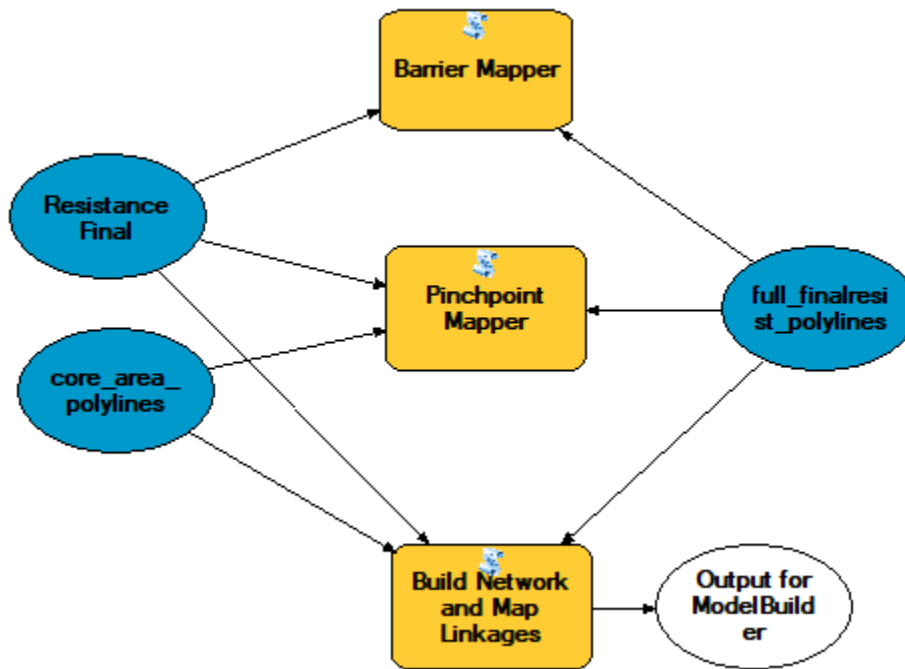 Barrier Mapper
Resistance
Final
Pinchpoint
Mapper
full_finalresi
st_polylines
core_area_
polylines
Build Network
and Map
Linkages
Output for
ModelBuild
er